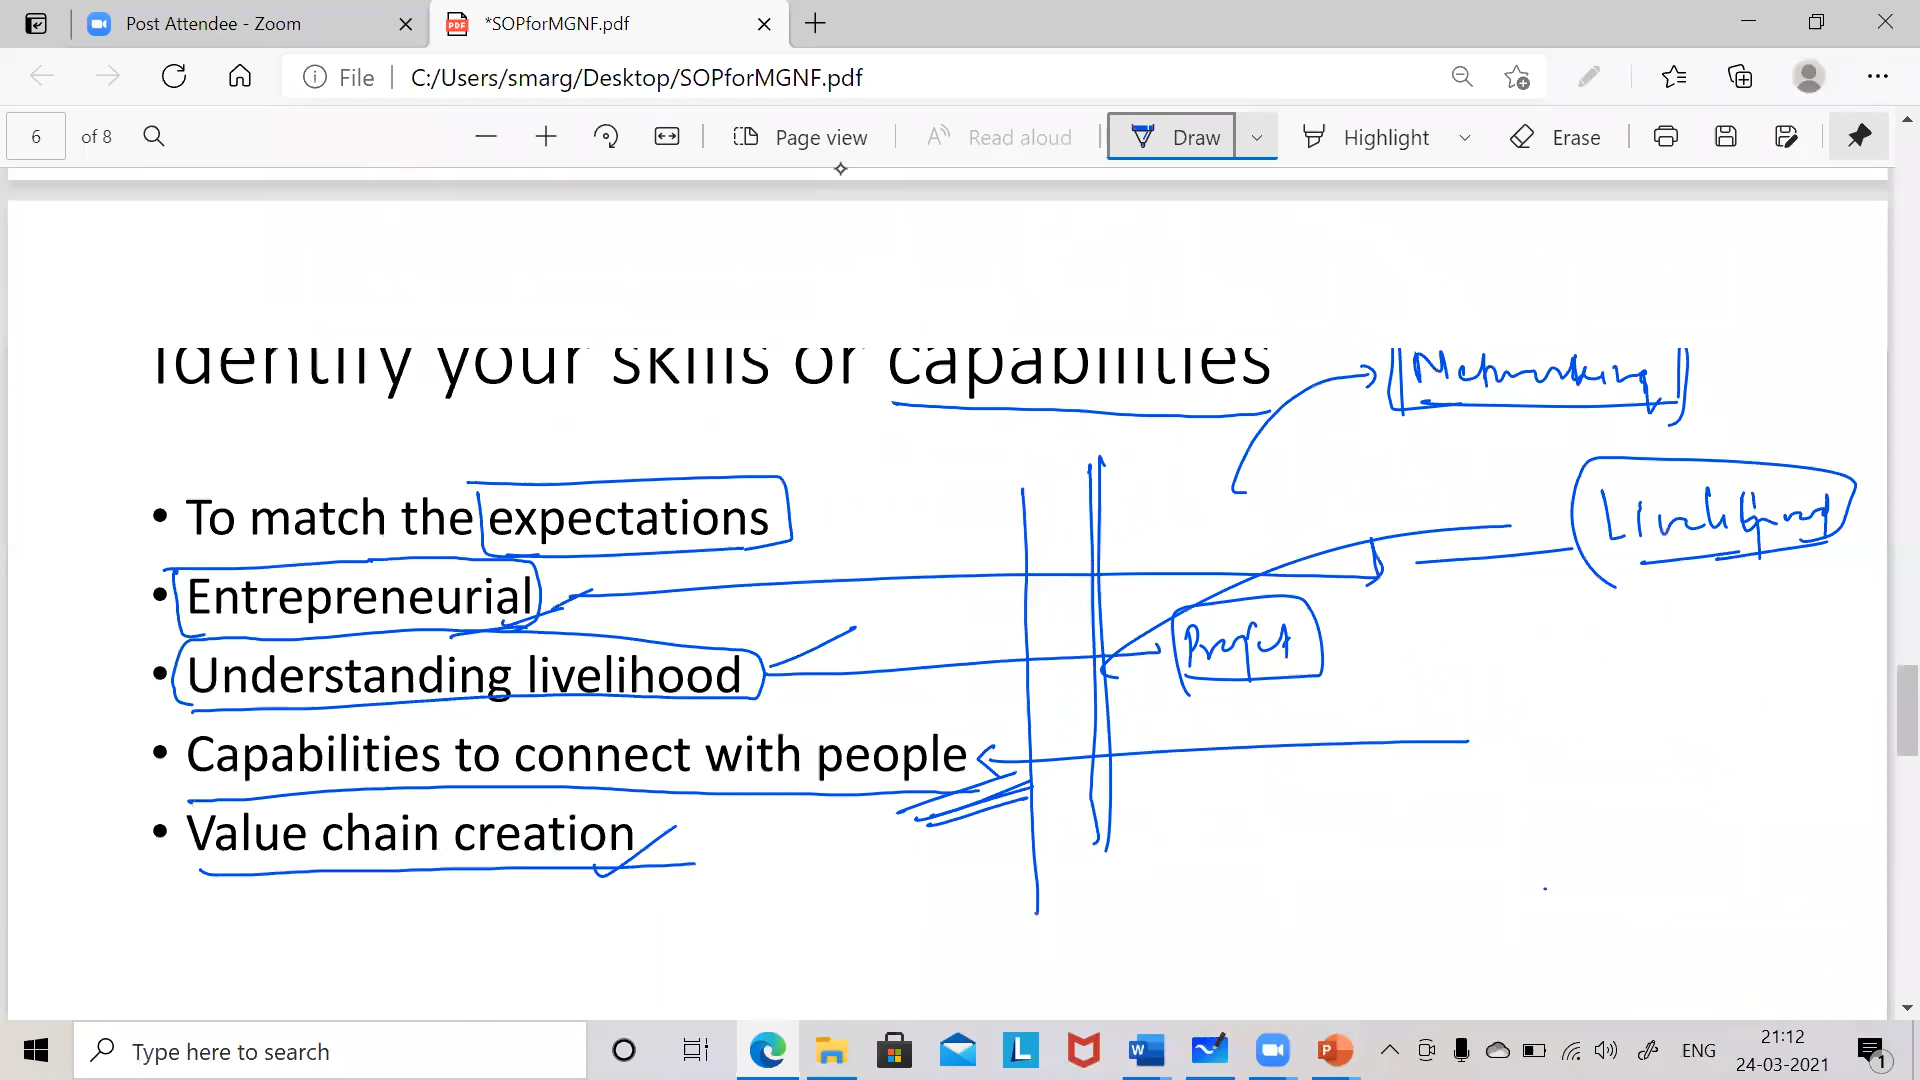 Post Attendee - Zoom
*SOPforMGNF.pdf
File
C:/Users/smarg/Desktop/SOPforMGNF.pdf
6 of 8
Page view
Read aloud
Draw
Highlight
Erase
Identify your skills or capabilities
Networking
• To match the expectations
Livelihood
• Entrepreneurial
• Understanding livelihood
Project
• Capabilities to connect with people
• Value chain creation
Type here to search
ENG
21:12
24-03-2021
1